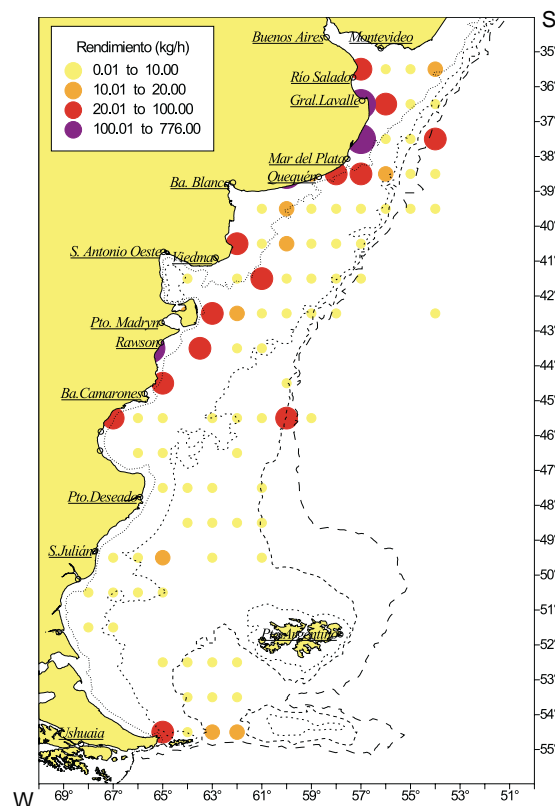 S
Rendimiento (kg/h)
0.01 to 10.00
10.01 to 20.00
20.01 to 100.00
100.01 to 776.00
Buenos Aires
Montevideo
Río Salado
Gral.Lavalle
Mar del Plata
Quequén
Ba. Blanca
S. Antonio Oeste
Viedma
Pto. Madryn
Rawson
Ba.Camarones
Pto.Deseado
S.Julián
Pto.Argentino
Ushuaia
35°
36°
37°
38°
39°
40°
41°
42°
43°
44°
45°
46°
47°
48°
49°
50°
51°
52°
53°
54°
55°
69° 67° 65° 63° 61° 59° 57° 55° 53° 51°
W